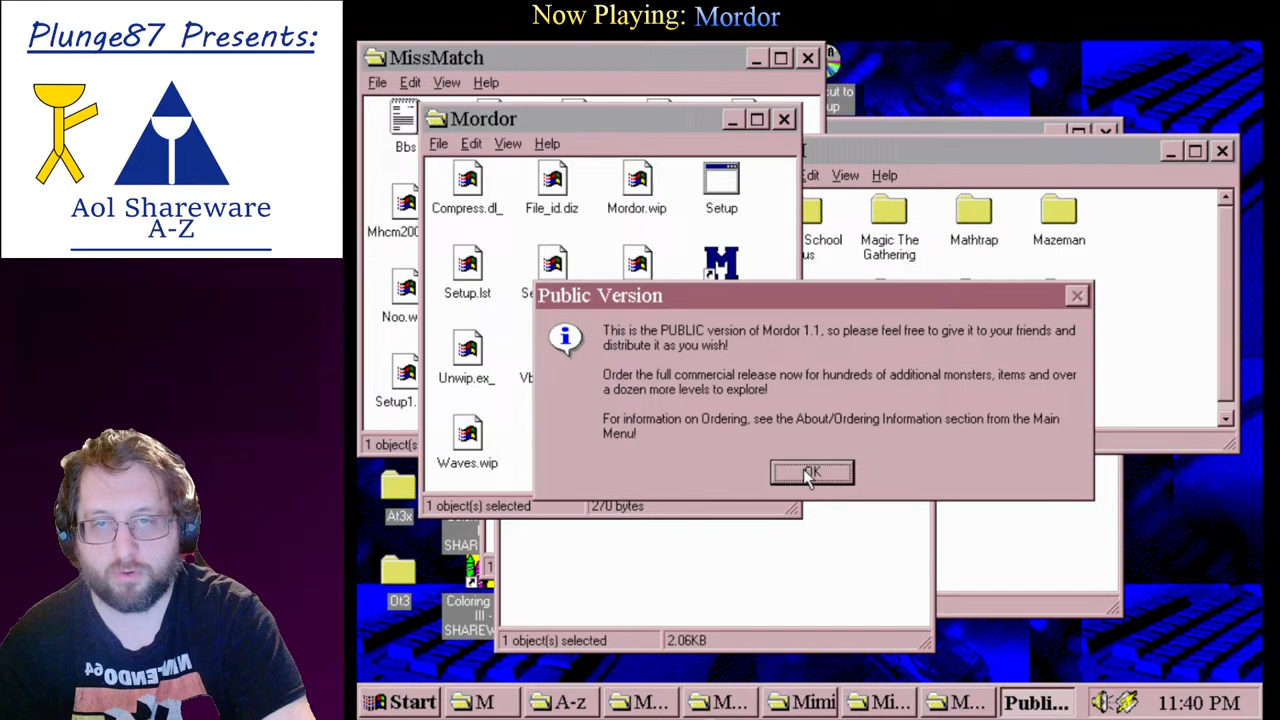 Now Playing: Mordor
Plunge87 Presents:
Aol Shareware
A-Z
MissMatch
File Edit View Help
Bbs
Noo.w
Setup1.
1 object(s)
Mordor
File Edit View Help
Compress.dl_
File_id.diz
Mordor.wip
Setup
Setup.lst
Unwip.ex_
Waves.wip
1 object(s) selected
270 bytes
View Help
School
Magic The
Gathering
Mathtrap
Mazeman
Public Version
This is the PUBLIC version of Mordor 1.1, so please feel free to give it to your friends and
distribute it as you wish!
Order the full commercial release now for hundreds of additional monsters, items and over
a dozen more levels to explore!
For information on Ordering, see the About/Ordering Information section from the Main
Menu!
OK
At3x
SHAR
Ot3
Coloring
III -
SHAREW
1 object(s) selected
2.06KB
NINTENDO64
Start
M
A-z
M...
M...
Mimi
Mi...
M...
Publi...
11:40 PM